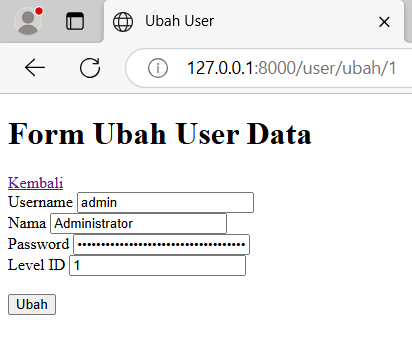 Ubah User
127.0.0.1:8000/user/ubah/1
Form Ubah User Data
Kembali
Username admin
Nama Administrator
Password ••••••••••••••••••••••••••••••••••••
Level ID 1
Ubah